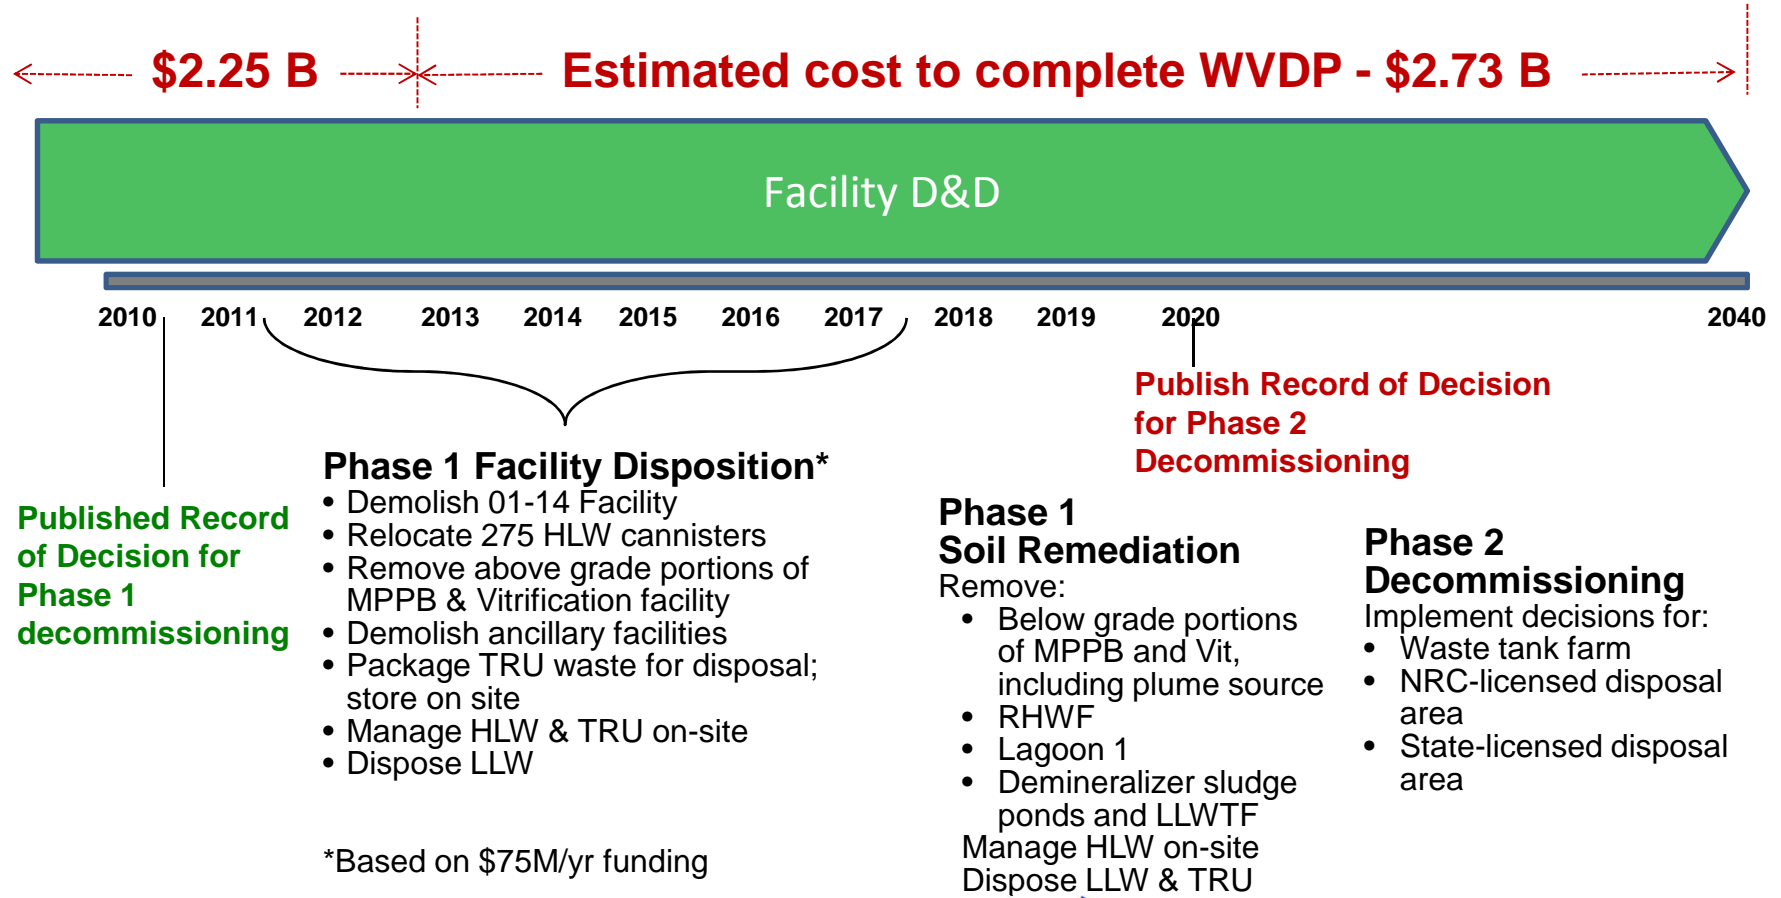 $2.25 B
Estimated cost to complete WVDP - $2.73 B
Facility D&D
2010 2011 2012 2013 2014 2015 2016 2017 2018 2019 2020 2040
Published Record
of Decision for
Phase 1
decommissioning
Phase 1 Facility Disposition*
• Demolish 01-14 Facility
• Relocate 275 HLW cannisters
• Remove above grade portions of
MPPB & Vitrification facility
• Demolish ancillary facilities
• Package TRU waste for disposal;
store on site
• Manage HLW & TRU on-site
• Dispose LLW
*Based on $75M/yr funding
Publish Record of Decision
for Phase 2
Decommissioning
Phase 1
Soil Remediation
Remove:
• Below grade portions
of MPPB and Vit,
including plume source
• RHWF
• Lagoon 1
• Demineralizer sludge
ponds and LLWTF
Manage HLW on-site
Dispose LLW & TRU
Phase 2
Decommissioning
Implement decisions for:
• Waste tank farm
• NRC-licensed disposal
area
• State-licensed disposal
area